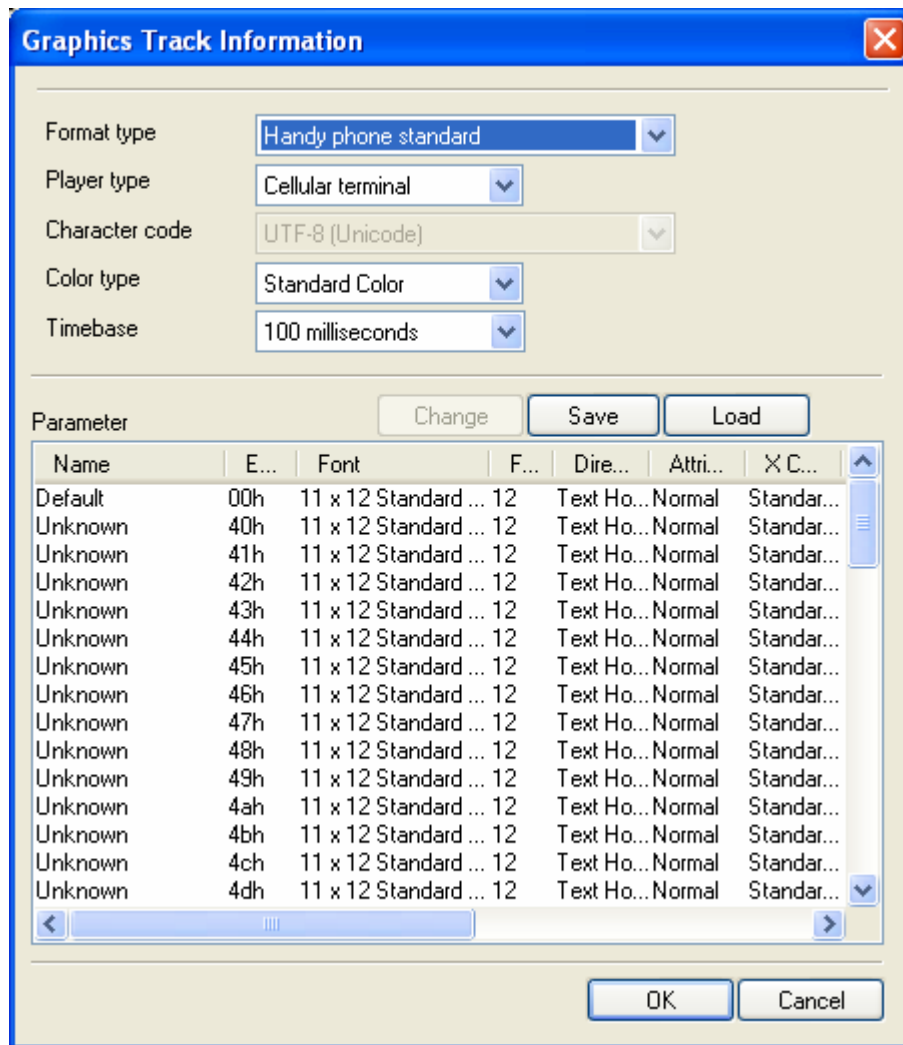 Graphics Track Information
Format type Handy phone standard
Player type Cellular terminal
Character code UTF-8 (Unicode)
Color type Standard Color
Timebase 100 milliseconds
Parameter Change Save Load
Name E... Font F... Dire... Attri... X C...
Default 00h 11 x 12 Standard ... 12 Text Ho... Normal Standar...
Unknown 40h 11 x 12 Standard ... 12 Text Ho... Normal Standar...
Unknown 41h 11 x 12 Standard ... 12 Text Ho... Normal Standar...
Unknown 42h 11 x 12 Standard ... 12 Text Ho... Normal Standar...
Unknown 43h 11 x 12 Standard ... 12 Text Ho... Normal Standar...
Unknown 44h 11 x 12 Standard ... 12 Text Ho... Normal Standar...
Unknown 45h 11 x 12 Standard ... 12 Text Ho... Normal Standar...
Unknown 46h 11 x 12 Standard ... 12 Text Ho... Normal Standar...
Unknown 47h 11 x 12 Standard ... 12 Text Ho... Normal Standar...
Unknown 48h 11 x 12 Standard ... 12 Text Ho... Normal Standar...
Unknown 49h 11 x 12 Standard ... 12 Text Ho... Normal Standar...
Unknown 4ah 11 x 12 Standard ... 12 Text Ho... Normal Standar...
Unknown 4bh 11 x 12 Standard ... 12 Text Ho... Normal Standar...
Unknown 4ch 11 x 12 Standard ... 12 Text Ho... Normal Standar...
Unknown 4dh 11 x 12 Standard ... 12 Text Ho... Normal Standar...
OK Cancel